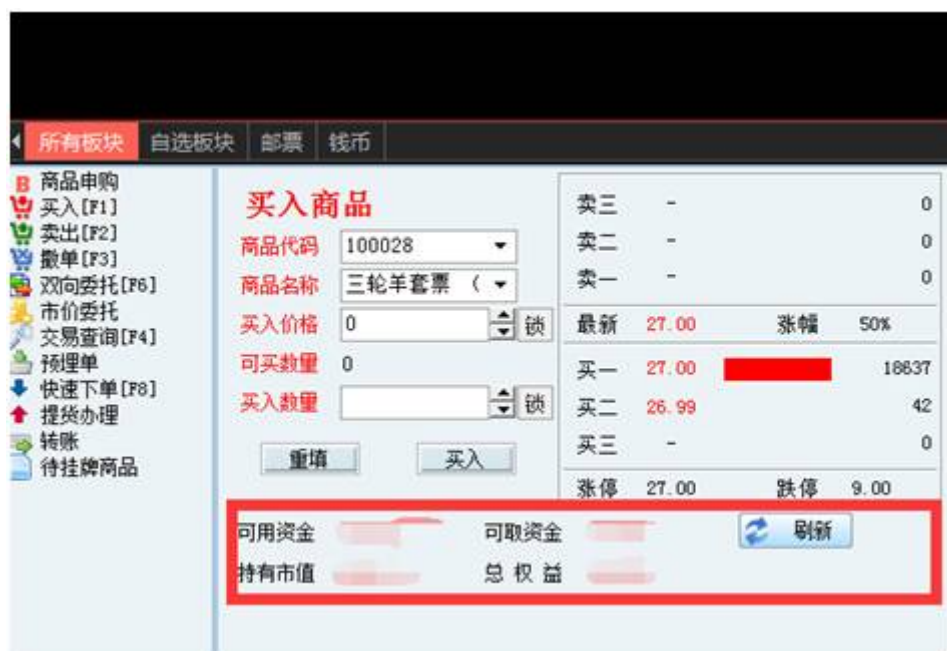 所有板块 自选板块 邮票 钱币
商品申购
买入[F1]
卖出[F2]
撤单[F3]
双向委托[F6]
市价委托
交易查询[F4]
预埋单
快速下单[F8]
提货办理
转账
待挂牌商品
买入商品
商品代码 100028
商品名称 三轮羊套票 (
买入价格 0 锁
可买数量 0
买入数量 锁
重填 买入
卖三 - 0
卖二 - 0
卖一 - 0
最新 27.00 涨幅 50%
买一 27.00 18637
买二 26.99 42
买三 - 0
涨停 27.00 跌停 9.00
可用资金 可取资金 刷新
持有市值 总权益